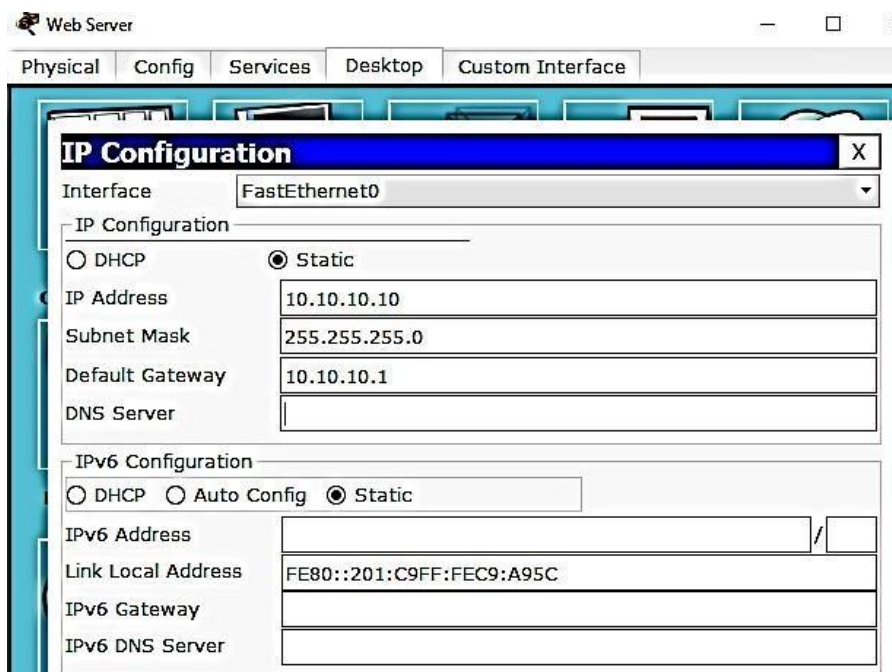 Web Server
Physical Config Services Desktop Custom Interface
IP Configuration X
Interface FastEthernet0
IP Configuration
DHCP Static
IP Address 10.10.10.10
Subnet Mask 255.255.255.0
Default Gateway 10.10.10.1
DNS Server
IPv6 Configuration
DHCP Auto Config Static
IPv6 Address /
Link Local Address FE80::201:C9FF:FEC9:A95C
IPv6 Gateway
IPv6 DNS Server